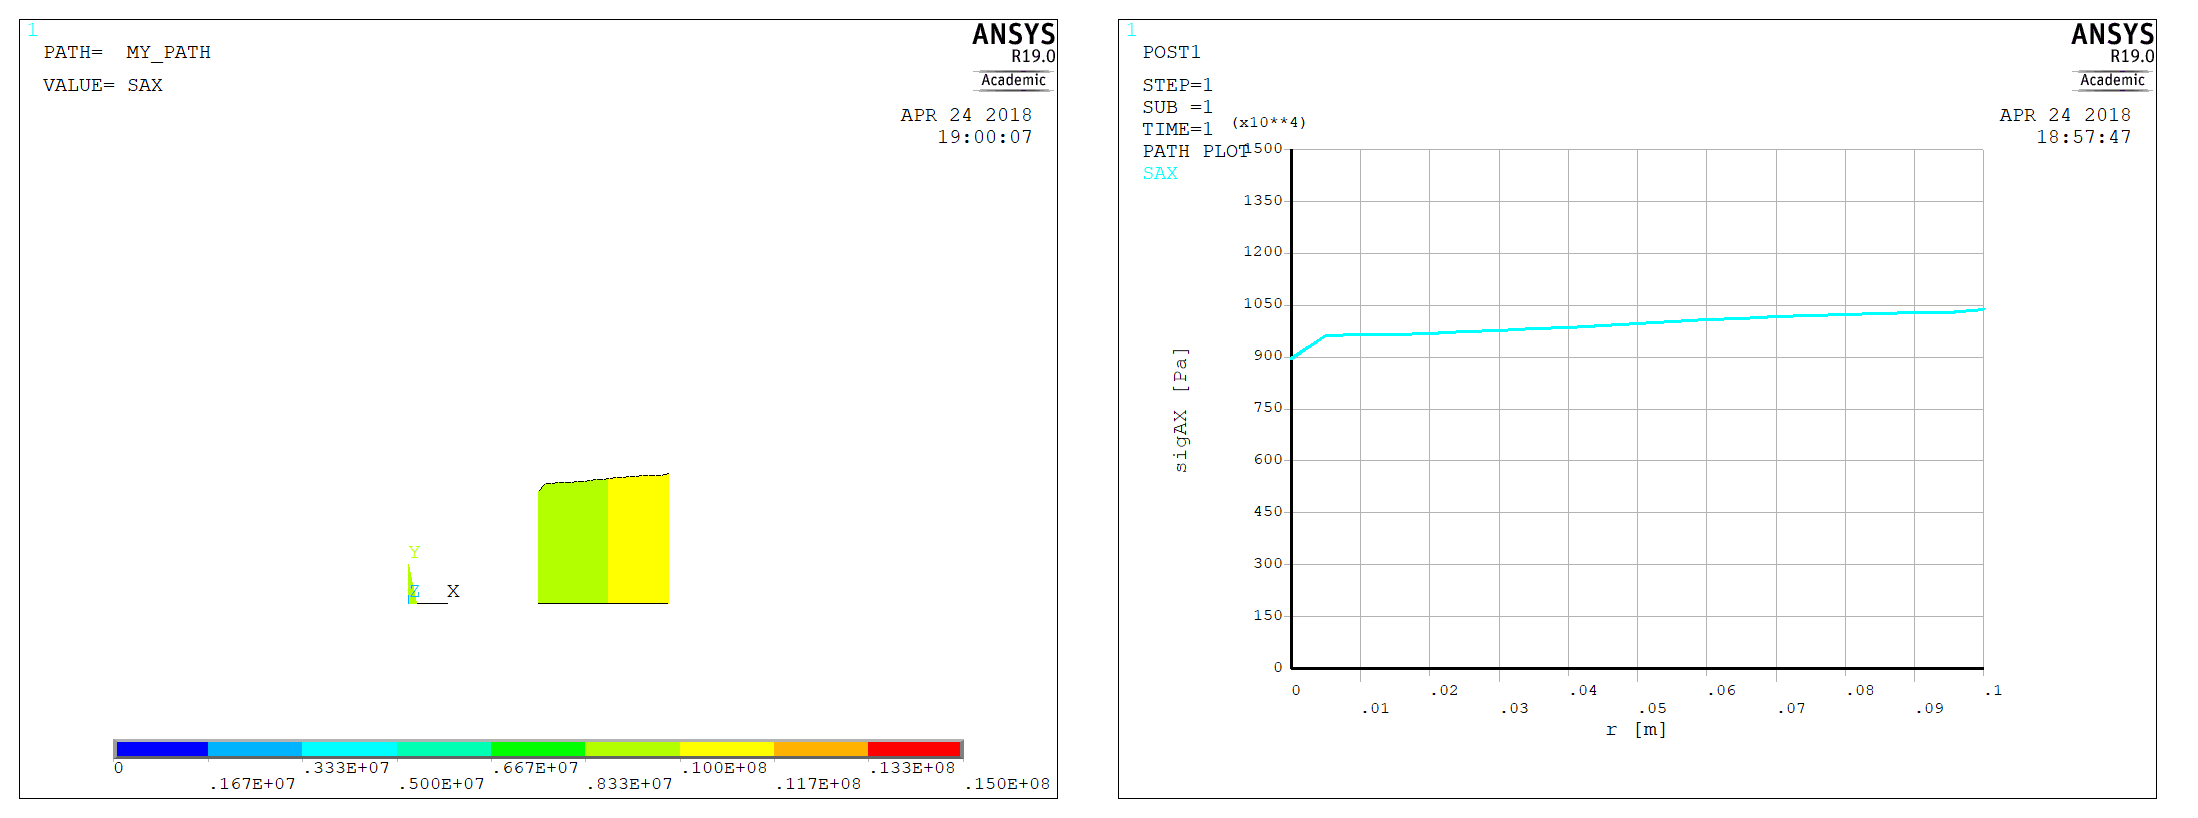 1
ANSYS
R19.0
Academic
PATH= MY_PATH
VALUE= SAX
APR 24 2018
19:00:07
Y
Z
X
0
.167E+07
.333E+07
.500E+07
.667E+07
.833E+07
.100E+08
.117E+08
.133E+08
.150E+08
1
ANSYS
R19.0
Academic
POST1
STEP=1
SUB =1
TIME=1
PATH PLOT
SAX
APR 24 2018
18:57:47
(x10**4)
1500
1350
1200
1050
900
750
600
450
300
150
0
sigAX [Pa]
0
.01
.02
.03
.04
.05
.06
.07
.08
.09
.1
r [m]